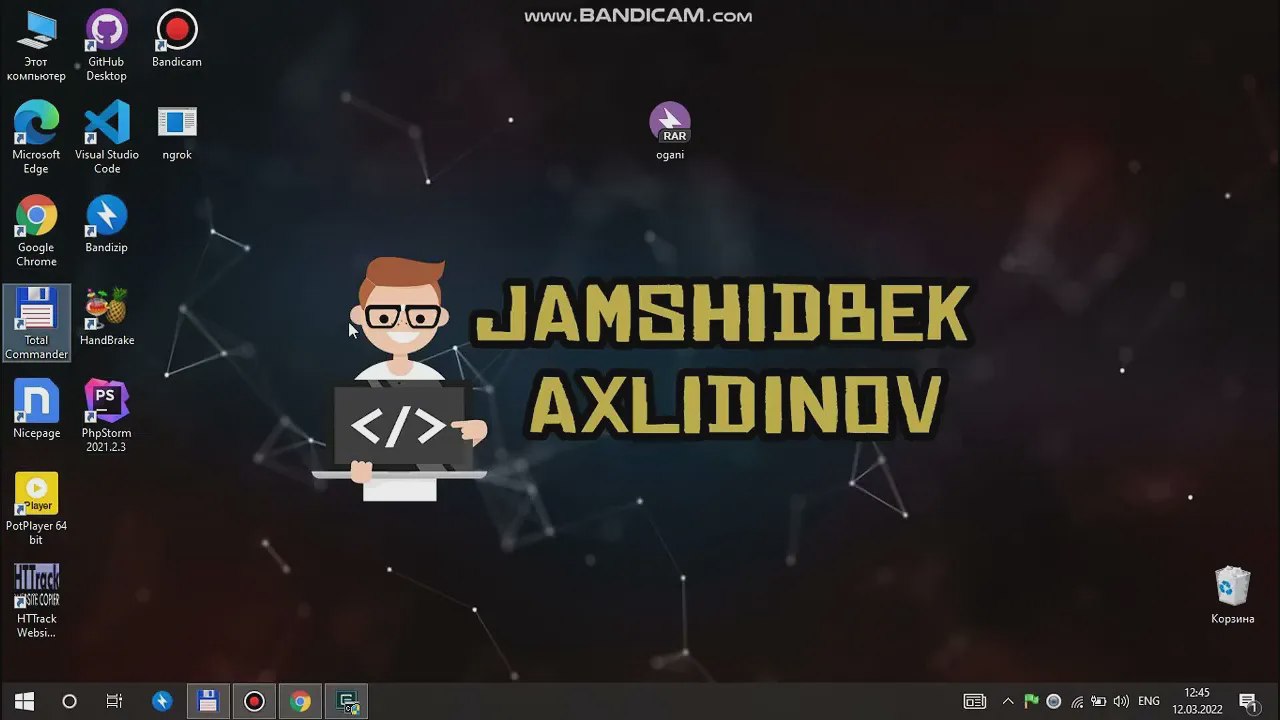 www.BANDICAM.com
Этот
компьютер
GitHub
Desktop
Bandicam
Microsoft
Edge
Visual Studio
Code
ngrok
RAR
ogani
Google
Chrome
Bandizip
Total
Commander
HandBrake
JAMSHIDBEK
AXLIDINOV
</>
n
Nicepage
PS
PhpStorm
2021.2.3
Player
PotPlayer 64
bit
HTTrack
WEBSITE COPIER
HTTrack
Websi...
Корзина
ENG
12:45
12.03.2022
1